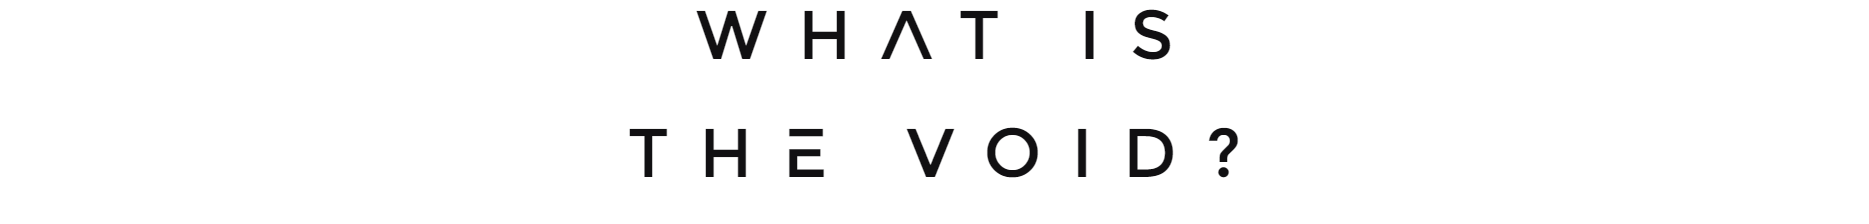 WHAT IS
THE VOID?